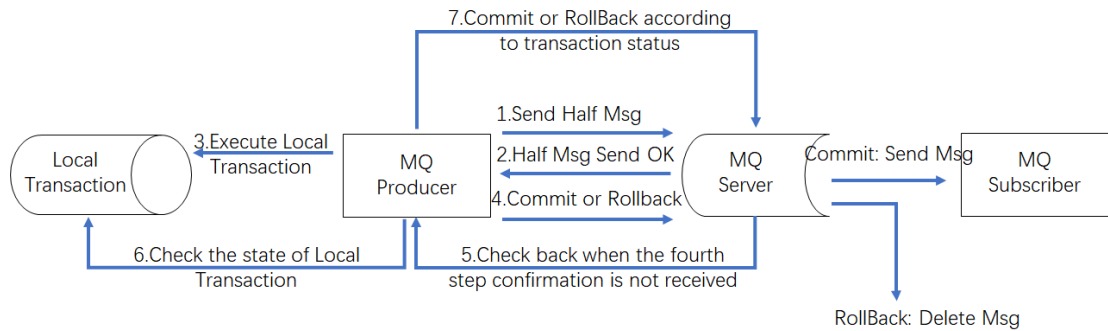 7.Commit or RollBack according
to transaction status
1.Send Half Msg
3.Execute Local
Transaction
Local
Transaction
MQ
Producer
2.Half Msg Send OK
MQ
Server
Commit: Send Msg
MQ
Subscriber
4.Commit or Rollback
6.Check the state of Local
Transaction
5.Check back when the fourth
step confirmation is not received
RollBack: Delete Msg